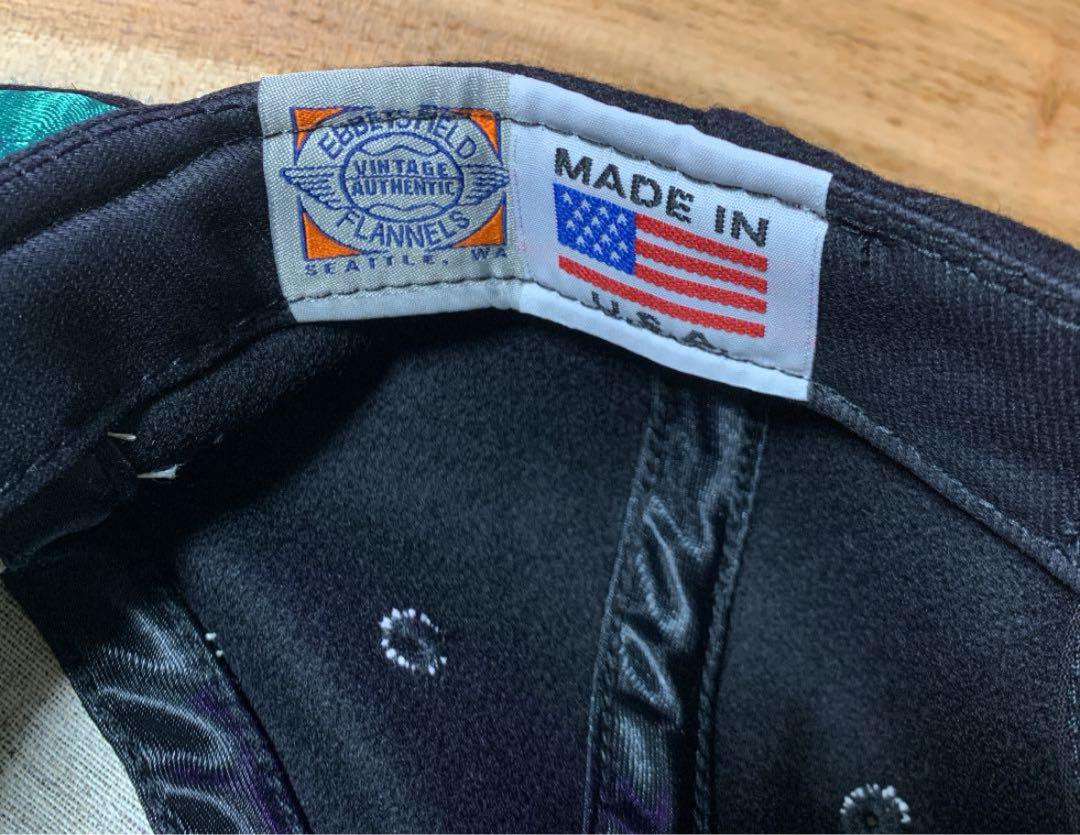 EBBETS FIELD
VINTAGE
AUTHENTIC
FLANNELS
SEATTLE, WA
MADE IN
U.S.A.